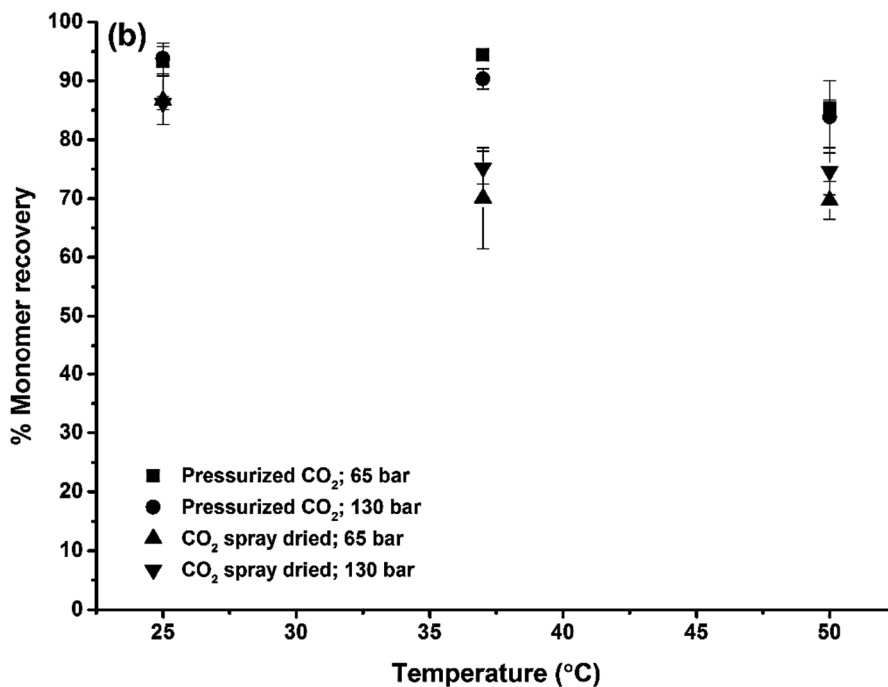 (b)
100
90
80
70
60
50
40
30
20
10
0
% Monomer recovery
Pressurized CO₂; 65 bar
Pressurized CO₂; 130 bar
CO₂ spray dried; 65 bar
CO₂ spray dried; 130 bar
25 30 35 40 45 50
Temperature (°C)